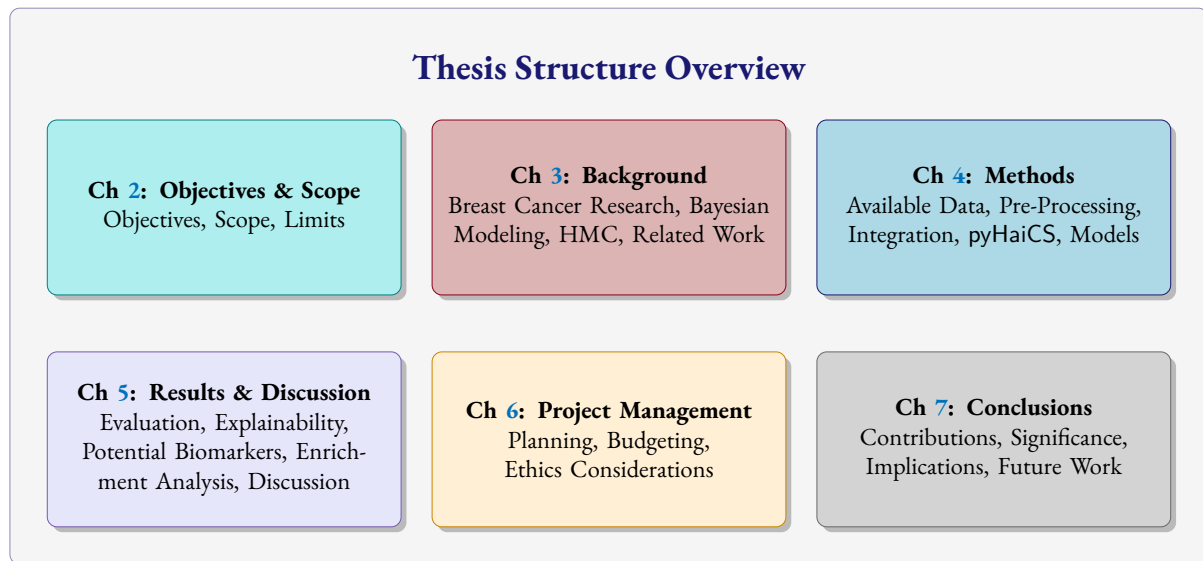 Thesis Structure Overview
Ch 2: Objectives & Scope
Objectives, Scope, Limits
Ch 3: Background
Breast Cancer Research, Bayesian
Modeling, HMC, Related Work
Ch 4: Methods
Available Data, Pre-Processing,
Integration, pyHaiCS, Models
Ch 5: Results & Discussion
Evaluation, Explainability,
Potential Biomarkers, Enrich-
ment Analysis, Discussion
Ch 6: Project Management
Planning, Budgeting,
Ethics Considerations
Ch 7: Conclusions
Contributions, Significance,
Implications, Future Work